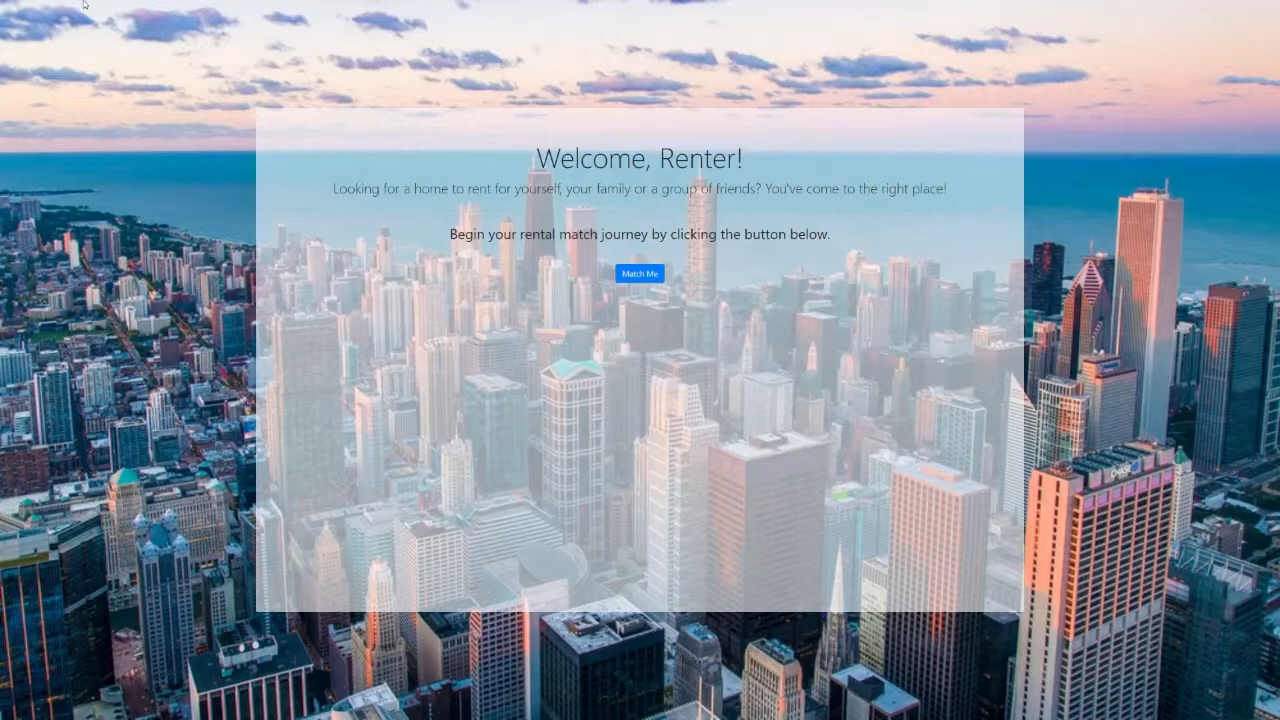 Welcome, Renter!
Looking for a home to rent for yourself, your family or a group of friends? You've come to the right place!
Begin your rental match journey by clicking the button below.
Match Me